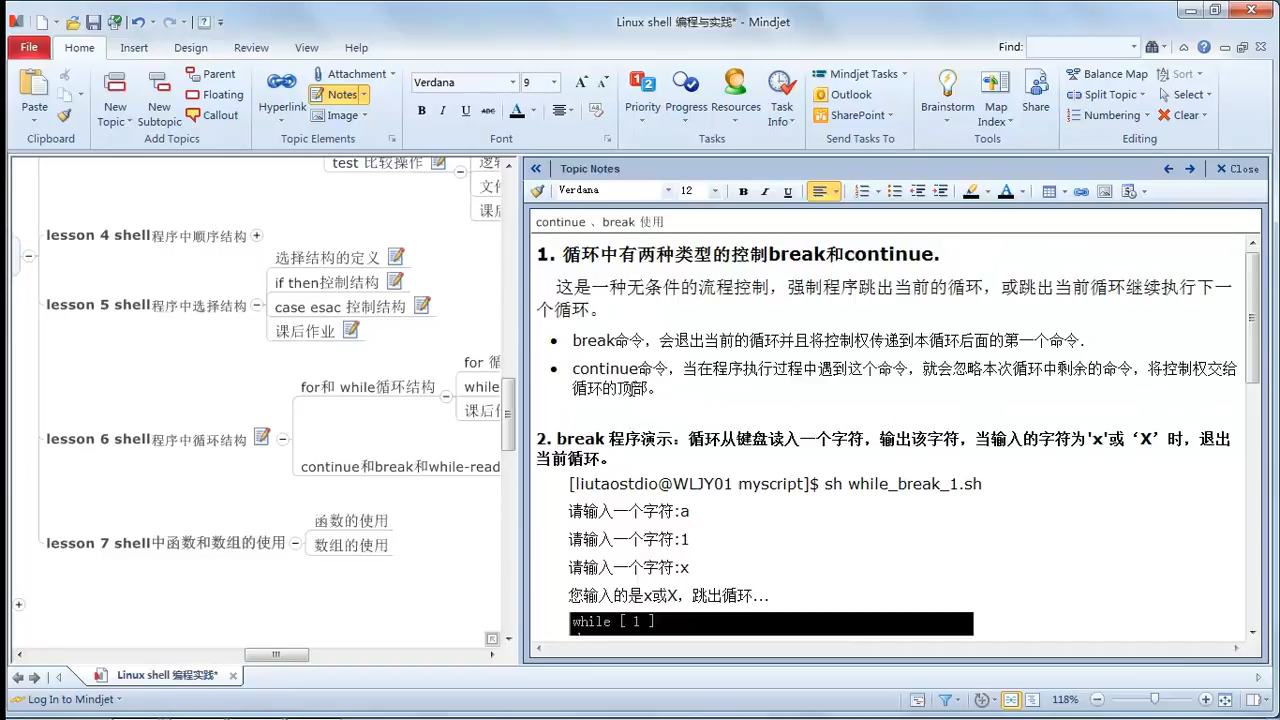 Linux shell 编程与实践* - Mindjet
File Home Insert Design Review View Help Find:
Paste
Clipboard
New Topic
New Subtopic
Parent
Floating
Callout
Add Topics
Hyperlink
Attachment
Notes
Image
Topic Elements
Verdana 9
B I U abc A
Font
Priority
Progress
Resources
Task Info
Tasks
Mindjet Tasks
Outlook
SharePoint
Send Tasks To
Brainstorm
Map Index
Share
Tools
Balance Map
Split Topic
Numbering
Sort
Select
Clear
Editing
test 比较操作
文件
课后
lesson 4 shell程序中顺序结构
选择结构的定义
if then控制结构
lesson 5 shell程序中选择结构
case esac 控制结构
课后作业
for 循
for和 while循环结构
while
课后作
lesson 6 shell程序中循环结构
continue和break和while-read
函数的使用
lesson 7 shell中函数和数组的使用
数组的使用
Topic Notes
Close
Verdana 12
B I U A
continue 、break 使用
1. 循环中有两种类型的控制break和continue.
这是一种无条件的流程控制，强制程序跳出当前的循环，或跳出当前循环继续执行下一
个循环。
break命令，会退出当前的循环并且将控制权传递到本循环后面的第一个命令.
continue命令，当在程序执行过程中遇到这个命令，就会忽略本次循环中剩余的命令，将控制权交给
循环的顶部。
2. break 程序演示：循环从键盘读入一个字符，输出该字符，当输入的字符为'x'或‘X’时，退出
当前循环。
[liutaostdio@WLJY01 myscript]$ sh while_break_1.sh
请输入一个字符:a
请输入一个字符:1
请输入一个字符:x
您输入的是x或X，跳出循环...
while [ 1 ]
Linux shell 编程实践*
Log In to Mindjet
118%